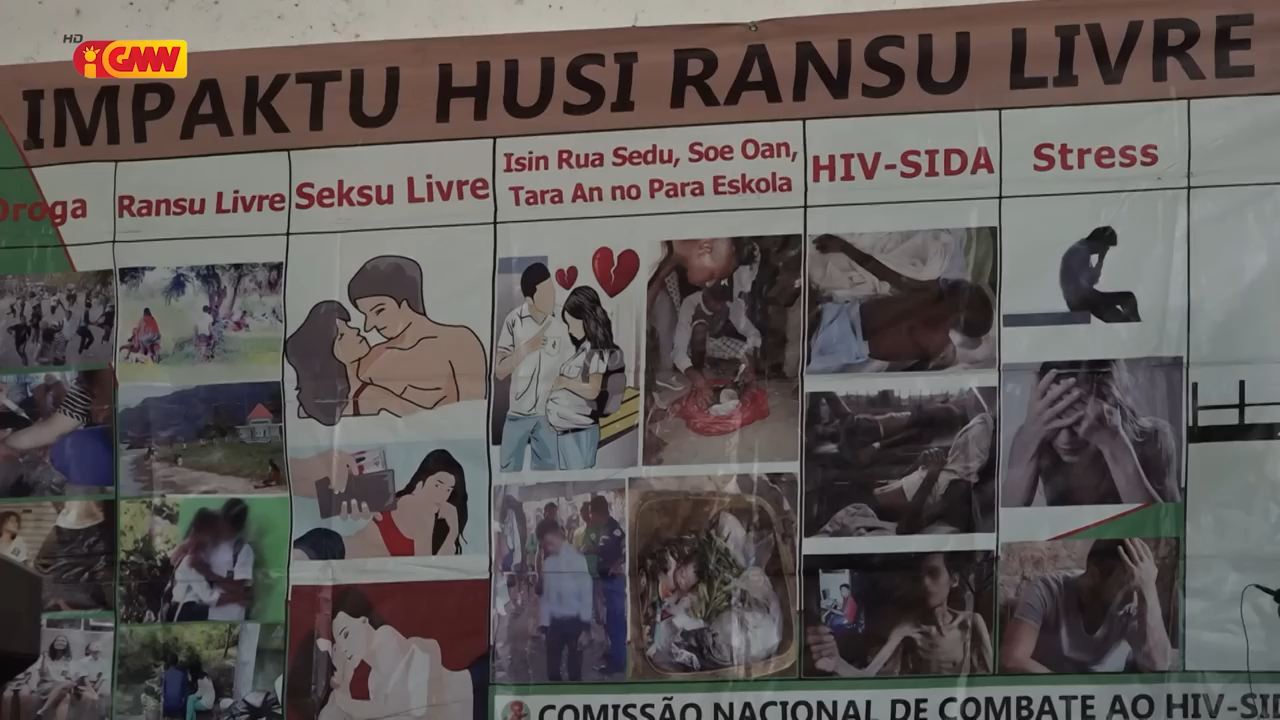 HD
GMN
IMPAKTU HUSI RANSU LIVRE
Droga
Ransu Livre
Seksu Livre
Isin Rua Sedu, Soe Oan,
Tara An no Para Eskola
HIV-SIDA
Stress
COMISSÃO NACIONAL DE COMBATE AO HIV-SI